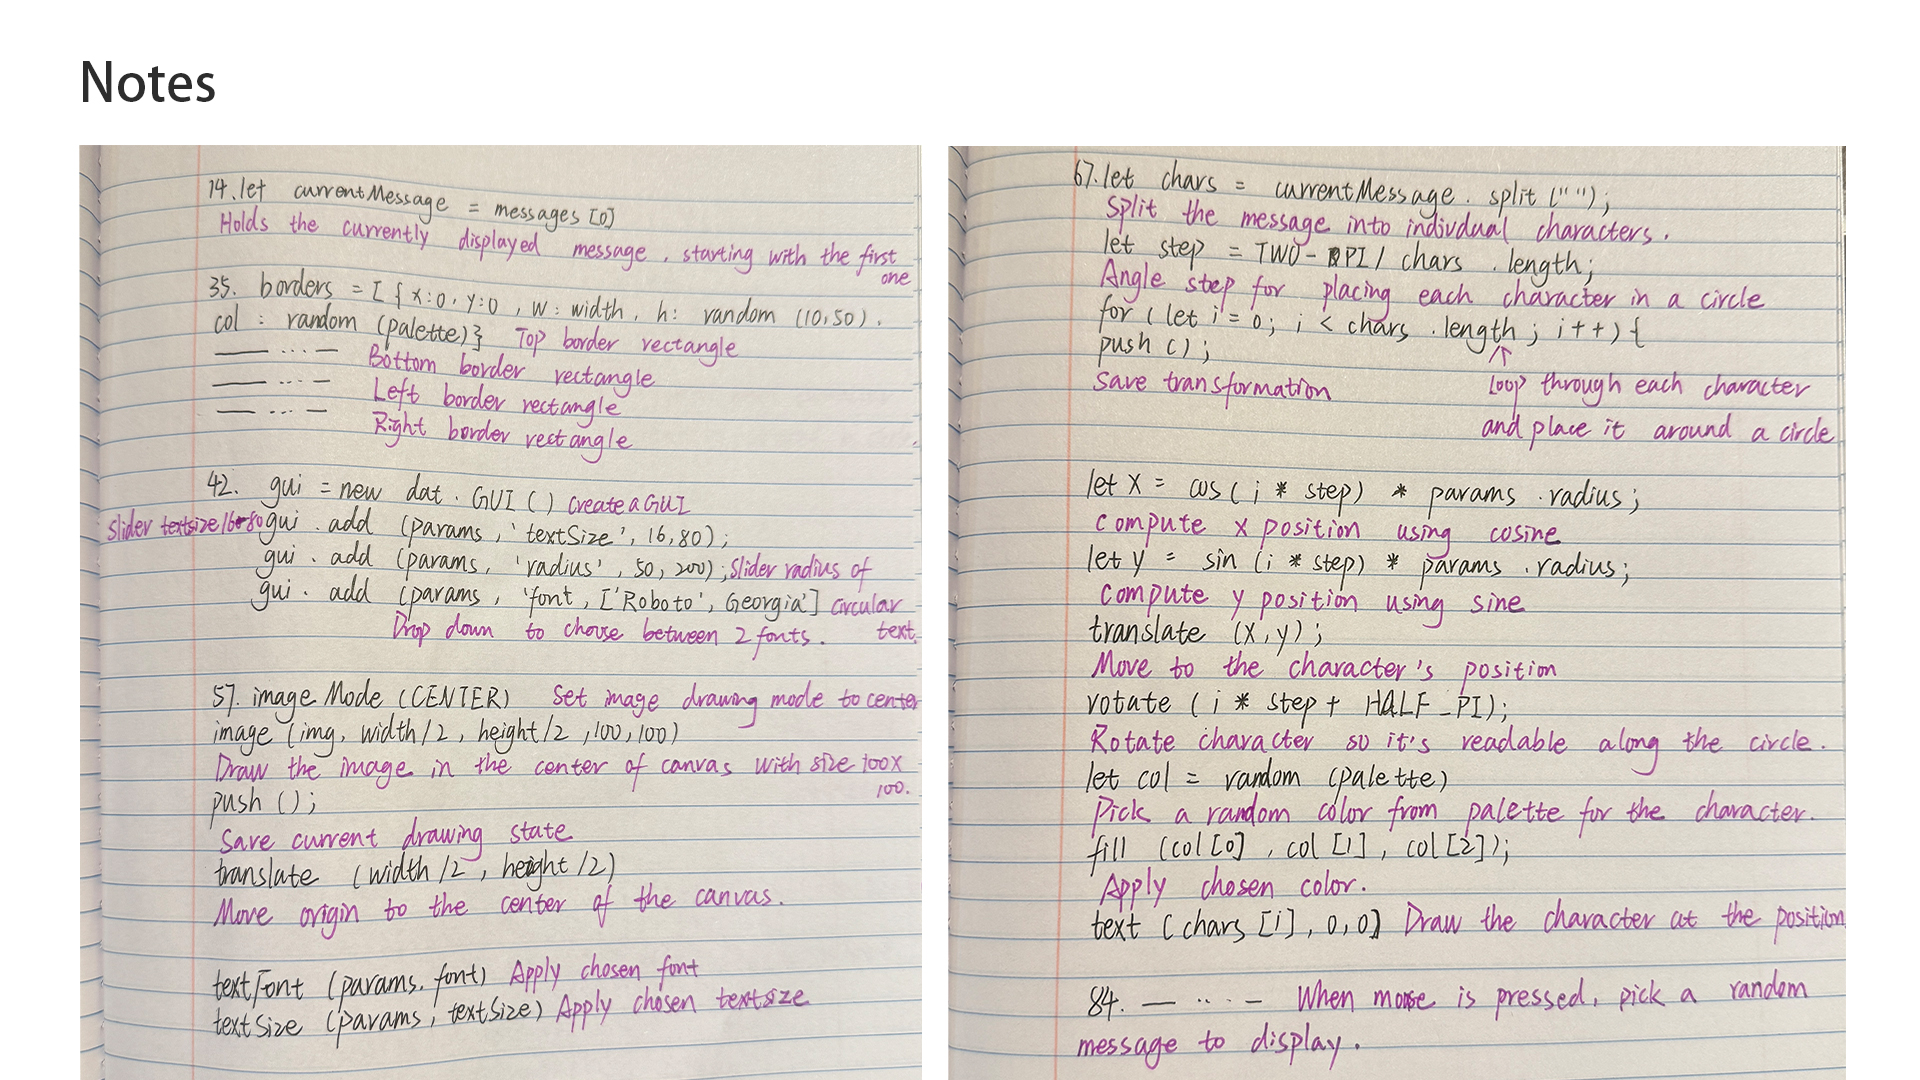 Notes
14. let currentMessage = messages [0]
Holds the currently displayed message, starting with the first
one
35. borders = [ { x:0, y:0, w: width, h: random (10,50),
col : random (palette)} Top border rectangle
—— ... — Bottom border rectangle
—— ... — Left border rectangle
—— ... — Right border rectangle
42. gui = new dat . GUI () Create a GUI
Slider textsize 16-80 gui . add (params, 'textSize', 16,80);
gui . add (params, 'radius', 50, 200); Slider radius of
gui . add (params, 'font, ['Roboto', Georgia'] circular
Drop down to choose between 2 fonts. text.
57. image Mode (CENTER) Set image drawing mode to center
image (img, width/2, height/2, 100, 100)
Draw the image in the center of canvas with size 100x
100.
push ();
Save current drawing state
translate (width /2, height /2)
Move origin to the center of the canvas.
textFont (params. font) Apply chosen font
textSize (params, textSize) Apply chosen textsize
67. let chars = currentMessage. split ("");
Split the message into indivdual characters.
let step = TWO- PI / chars .length;
Angle step for placing each character in a circle
for ( let i = 0; i < chars .length ; i++) {
push ();
Save transformation Loop through each character
and place it around a circle
let x = cos( i * step) * params .radius;
compute x position using cosine
let y = sin (i * step) * params .radius;
compute y position using sine
translate (x,y);
Move to the character's position
rotate ( i * step + HALF_PI);
Rotate character so it's readable along the circle.
let col = random (palette)
Pick a random color from palette for the character.
fill (col [0] , col [1] , col [2]);
Apply chosen color.
text ( chars [i] , 0,0] Draw the character at the position
84. — ... — When mouse is pressed, pick a random
message to display.